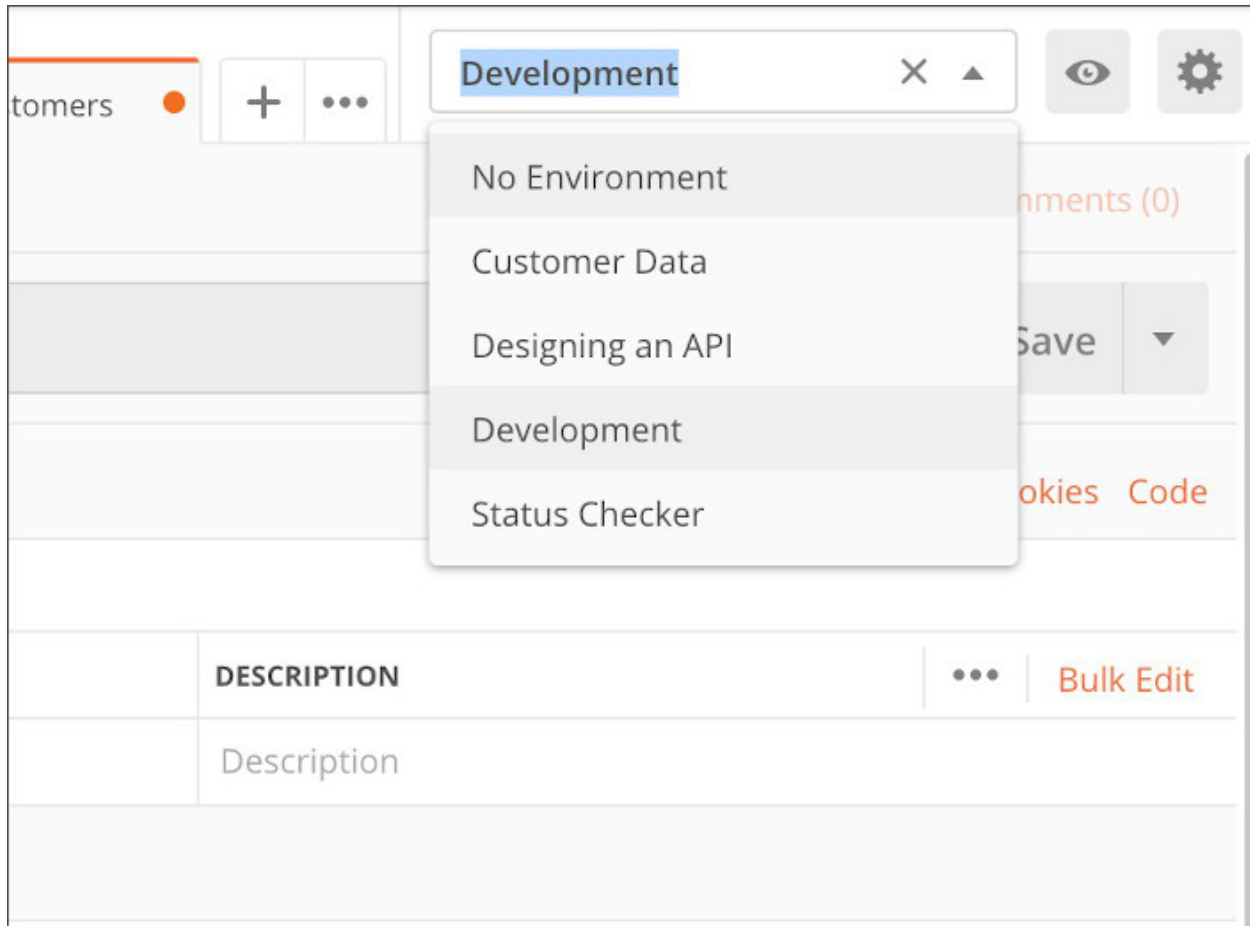 Development
tomers
No Environment
mments (0)
Customer Data
Designing an API
Save
Development
okies Code
Status Checker
DESCRIPTION
Bulk Edit
Description